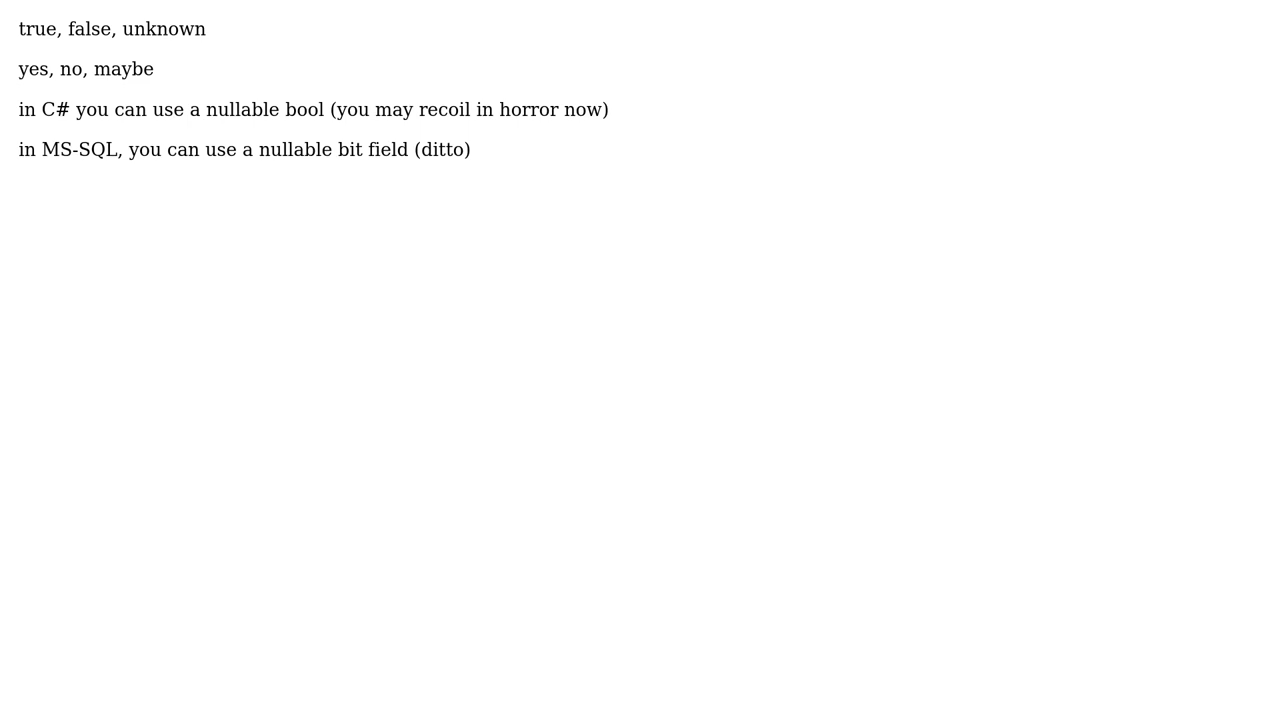 true, false, unknown
yes, no, maybe
in C# you can use a nullable bool (you may recoil in horror now)
in MS-SQL, you can use a nullable bit field (ditto)